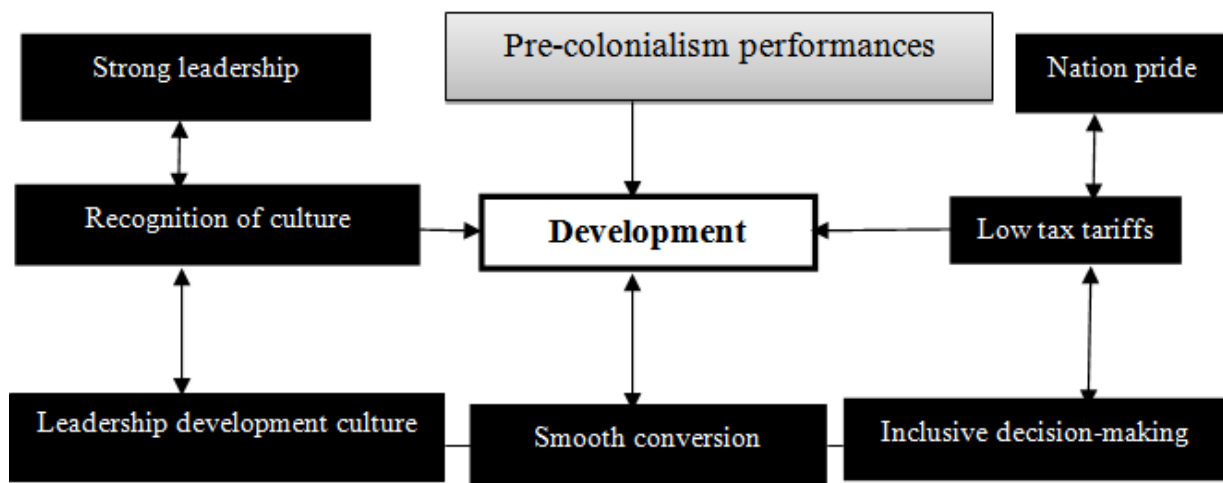 Pre-colonialism performances
Strong leadership
Nation pride
Recognition of culture
Development
Low tax tariffs
Leadership development culture
Smooth conversion
Inclusive decision-making